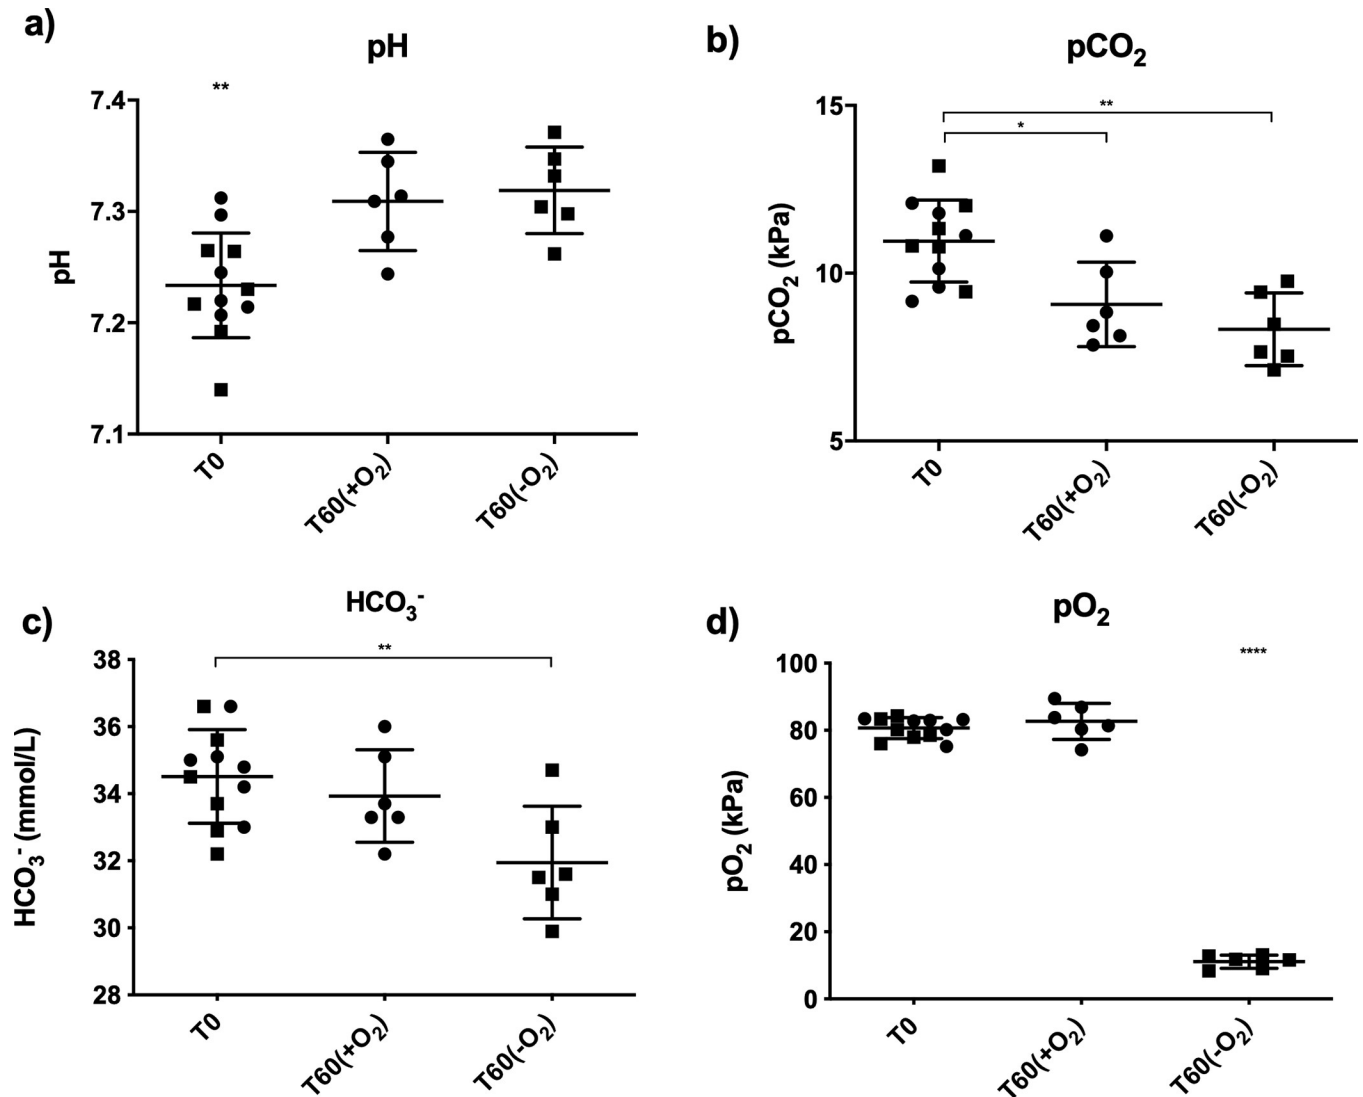 a)
pH
**
pH
7.4
7.3
7.2
7.1
T0
T60(+O₂)
T60(-O₂)
b)
pCO₂
**
*
pCO₂ (kPa)
15
10
5
T0
T60(+O₂)
T60(-O₂)
c)
HCO₃⁻
**
HCO₃⁻ (mmol/L)
38
36
34
32
30
28
T0
T60(+O₂)
T60(-O₂)
d)
pO₂
****
pO₂ (kPa)
100
80
60
40
20
0
T0
T60(+O₂)
T60(-O₂)